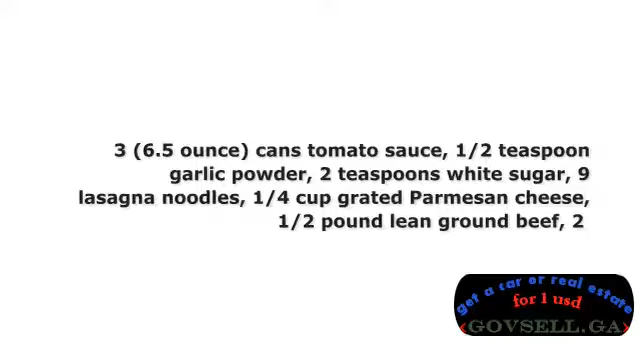 3 (6.5 ounce) cans tomato sauce, 1/2 teaspoon
garlic powder, 2 teaspoons white sugar, 9
lasagna noodles, 1/4 cup grated Parmesan cheese,
1/2 pound lean ground beef, 2
get a car or real estate
for 1 usd
<GOVSELL.GA>